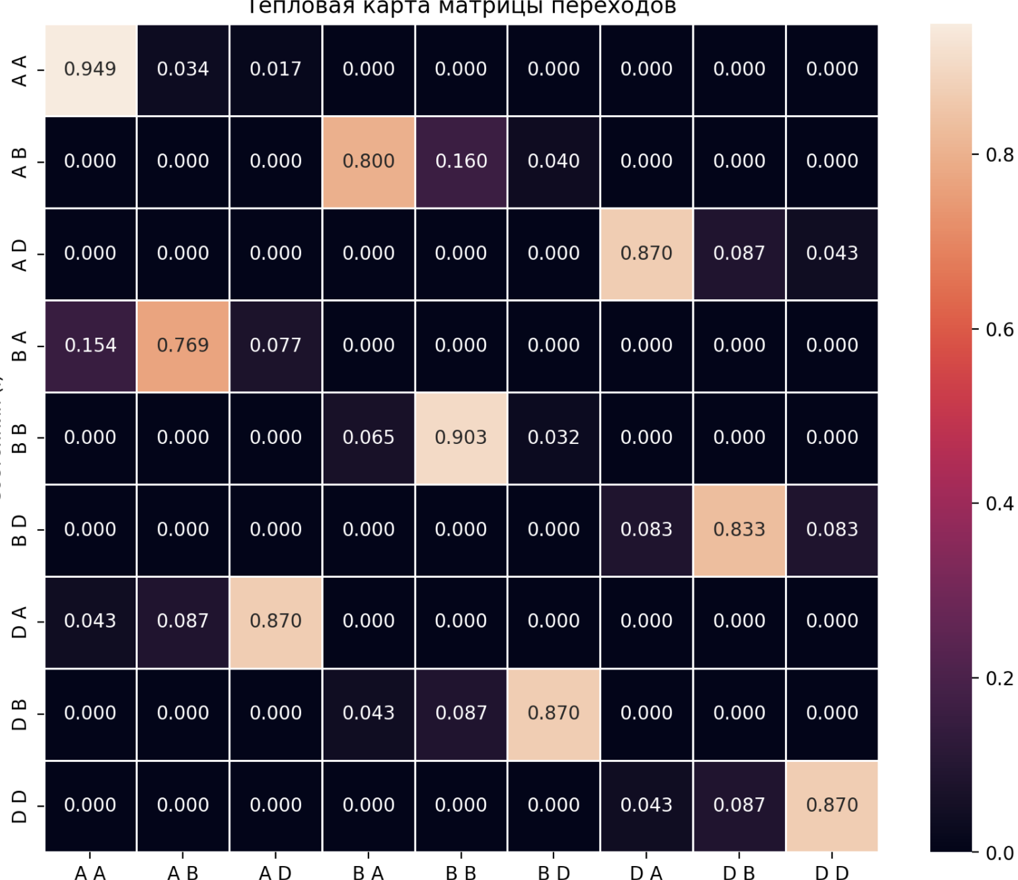 Тепловая карта матрицы переходов
A A 0.949 0.034 0.017 0.000 0.000 0.000 0.000 0.000 0.000
A B 0.000 0.000 0.000 0.800 0.160 0.040 0.000 0.000 0.000
A D 0.000 0.000 0.000 0.000 0.000 0.000 0.870 0.087 0.043
B A 0.154 0.769 0.077 0.000 0.000 0.000 0.000 0.000 0.000
B B 0.000 0.000 0.000 0.065 0.903 0.032 0.000 0.000 0.000
B D 0.000 0.000 0.000 0.000 0.000 0.000 0.083 0.833 0.083
D A 0.043 0.087 0.870 0.000 0.000 0.000 0.000 0.000 0.000
D B 0.000 0.000 0.000 0.043 0.087 0.870 0.000 0.000 0.000
D D 0.000 0.000 0.000 0.000 0.000 0.000 0.043 0.087 0.870
A A A B A D B A B B B D D A D B D D
0.8
0.6
0.4
0.2
0.0